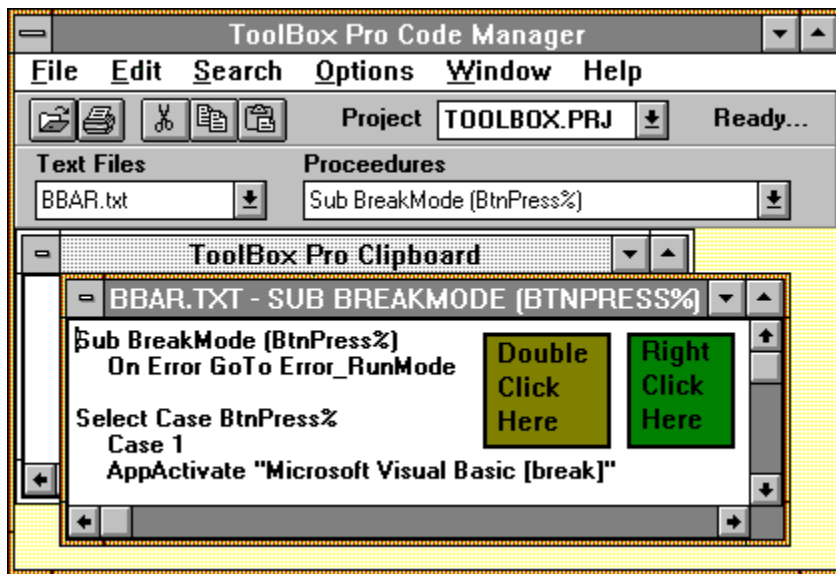 ToolBox Pro Code Manager
File Edit Search Options Window Help
Project TOOLBOX.PRJ Ready...
Text Files Proceedures
BBAR.txt Sub BreakMode (BtnPress%)
ToolBox Pro Clipboard
BBAR.TXT - SUB BREAKMODE (BTNPRESS%)
Sub BreakMode (BtnPress%)
On Error GoTo Error_RunMode
Select Case BtnPress%
Case 1
AppActivate "Microsoft Visual Basic [break]"
Double
Click
Here
Right
Click
Here